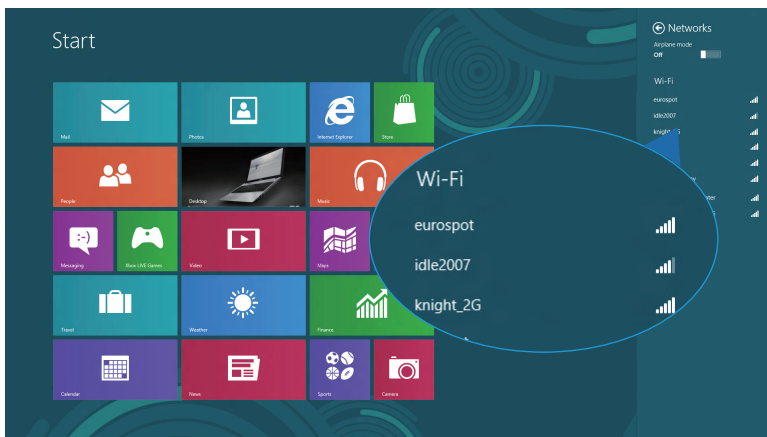 Start
Networks
Airplane mode
Off
Wi-Fi
eurospot
idle2007
Mail
Photos
Internet Explorer
Store
People
Desktop
Music
Messaging
Xbox LIVE Games
Video
Maps
Travel
Weather
Finance
Calendar
News
Sports
Camera
Wi-Fi
eurospot
idle2007
knight_2G